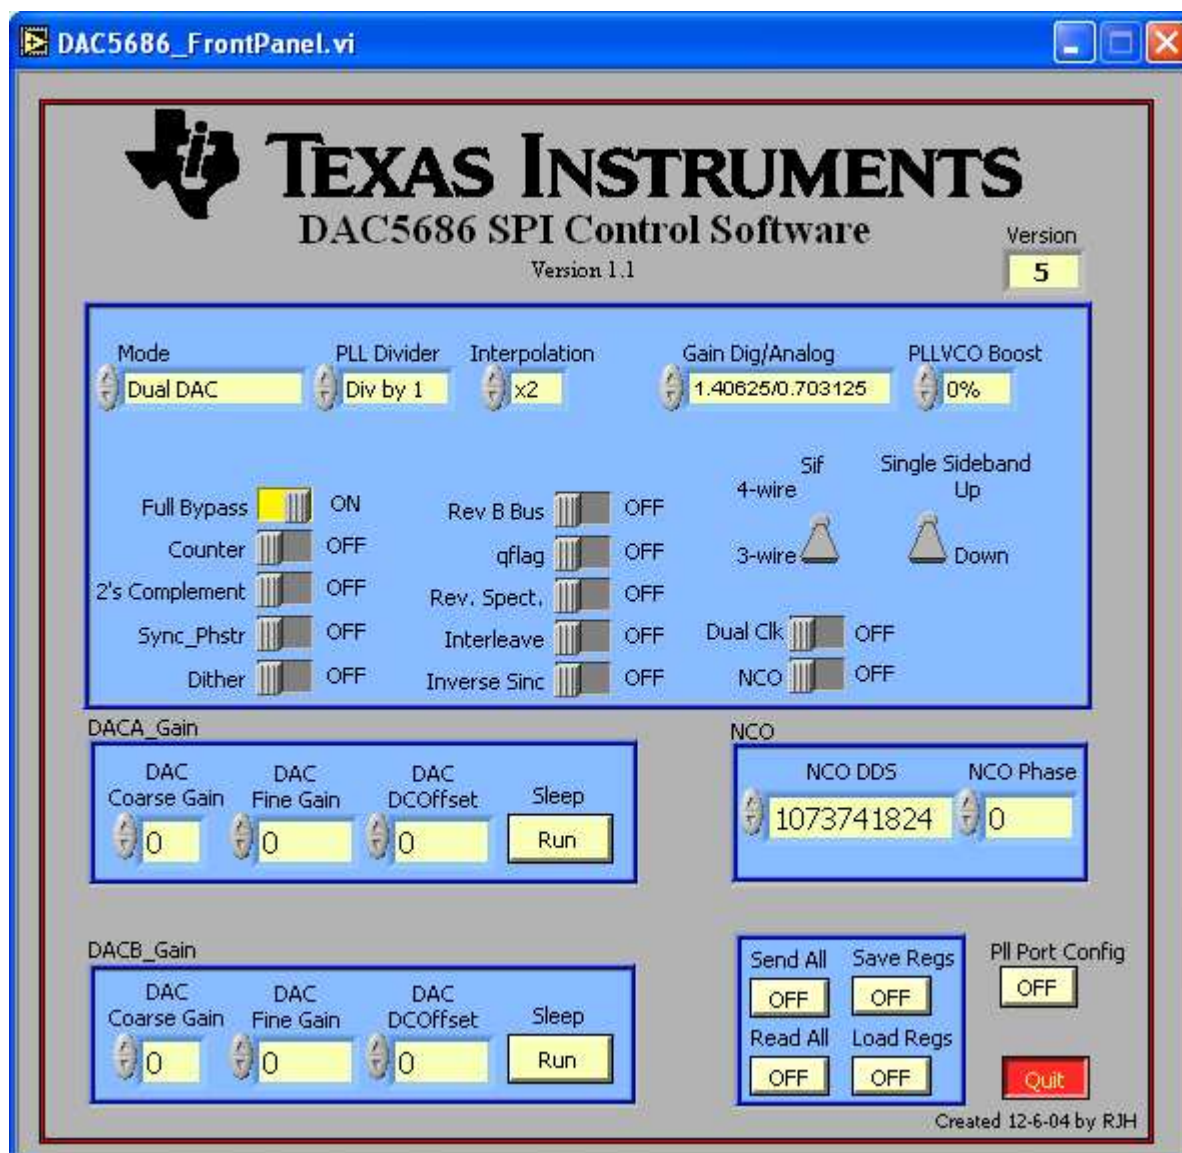 DAC5686_FrontPanel.vi
TEXAS INSTRUMENTS
DAC5686 SPI Control Software
Version 1.1
Version
5
Mode
PLL Divider
Interpolation
Gain Dig/Analog
PLLVCO Boost
Dual DAC
Div by 1
x2
1.40625/0.703125
0%
Full Bypass ON
Counter OFF
2's Complement OFF
Sync_Phstr OFF
Dither OFF
Rev B Bus OFF
qflag OFF
Rev. Spect. OFF
Interleave OFF
Inverse Sinc OFF
Sif
4-wire
3-wire
Single Sideband
Up
Down
Dual Clk OFF
NCO OFF
DACA_Gain
DAC
Coarse Gain
DAC
Fine Gain
DAC
DCOffset
Sleep
0
0
0
Run
NCO
NCO DDS
NCO Phase
1073741824
0
DACB_Gain
DAC
Coarse Gain
DAC
Fine Gain
DAC
DCOffset
Sleep
0
0
0
Run
Send All
Save Regs
OFF
OFF
Read All
Load Regs
OFF
OFF
Pll Port Config
OFF
Quit
Created 12-6-04 by RJH